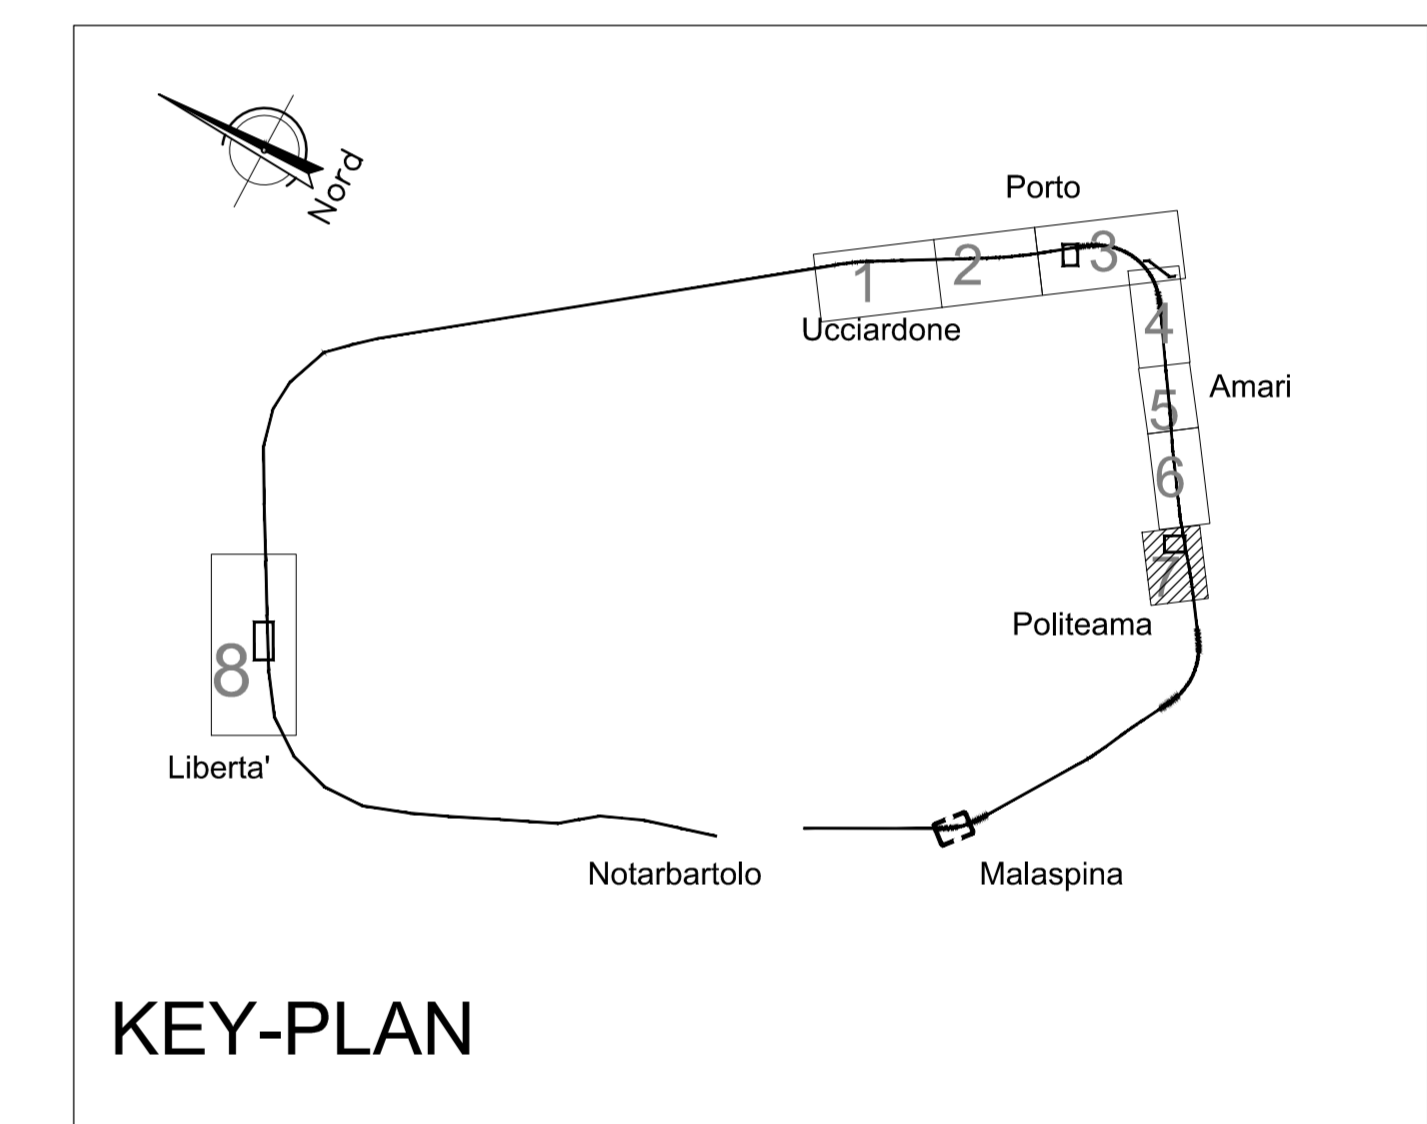 Nord
Porto
1
2
3
Ucciardone
4
Amari
5
6
7
Politeama
8
Liberta'
Notarbartolo
Malaspina
KEY-PLAN